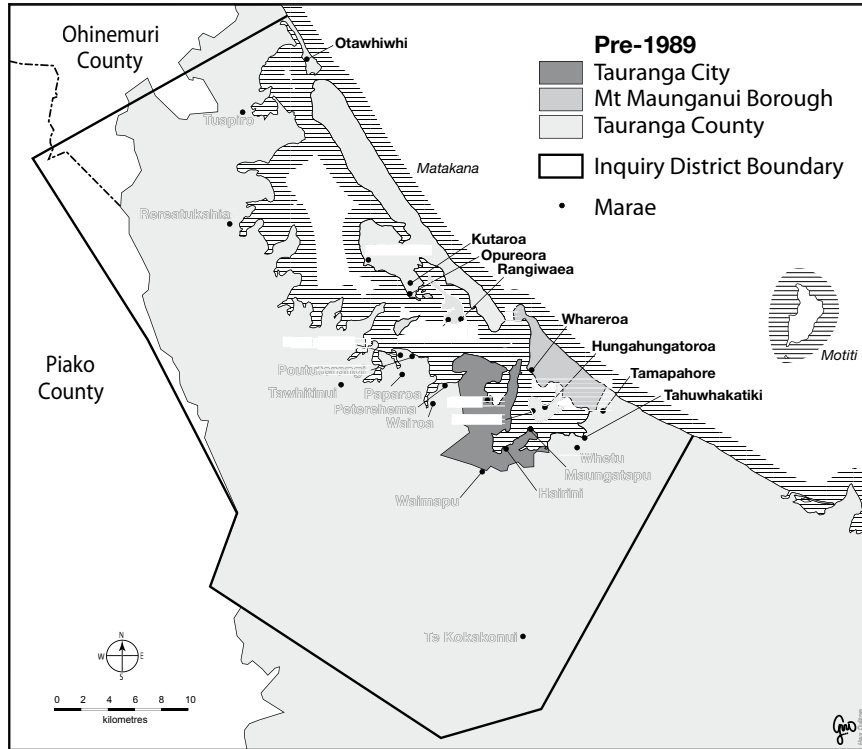 Ohinemuri
County
Otawhiwhi
Pre-1989
Tauranga City
Mt Maunganui Borough
Tauranga County
Inquiry District Boundary
Marae
Tuapiro
Matakana
Rereatukahia
Kutaroa
Opureora
Rangiwaea
Motiti
Whareroa
Hungahungatoroa
Tamapahore
Tahuwhakatiki
Piako
County
Tawhitinui
Paparoa
Peterehema
Wairoa
Whetu
Maungatapu
Hairini
Waimapu
Te Kokakonui
N
W E
S
0 2 4 6 8 10
kilometres